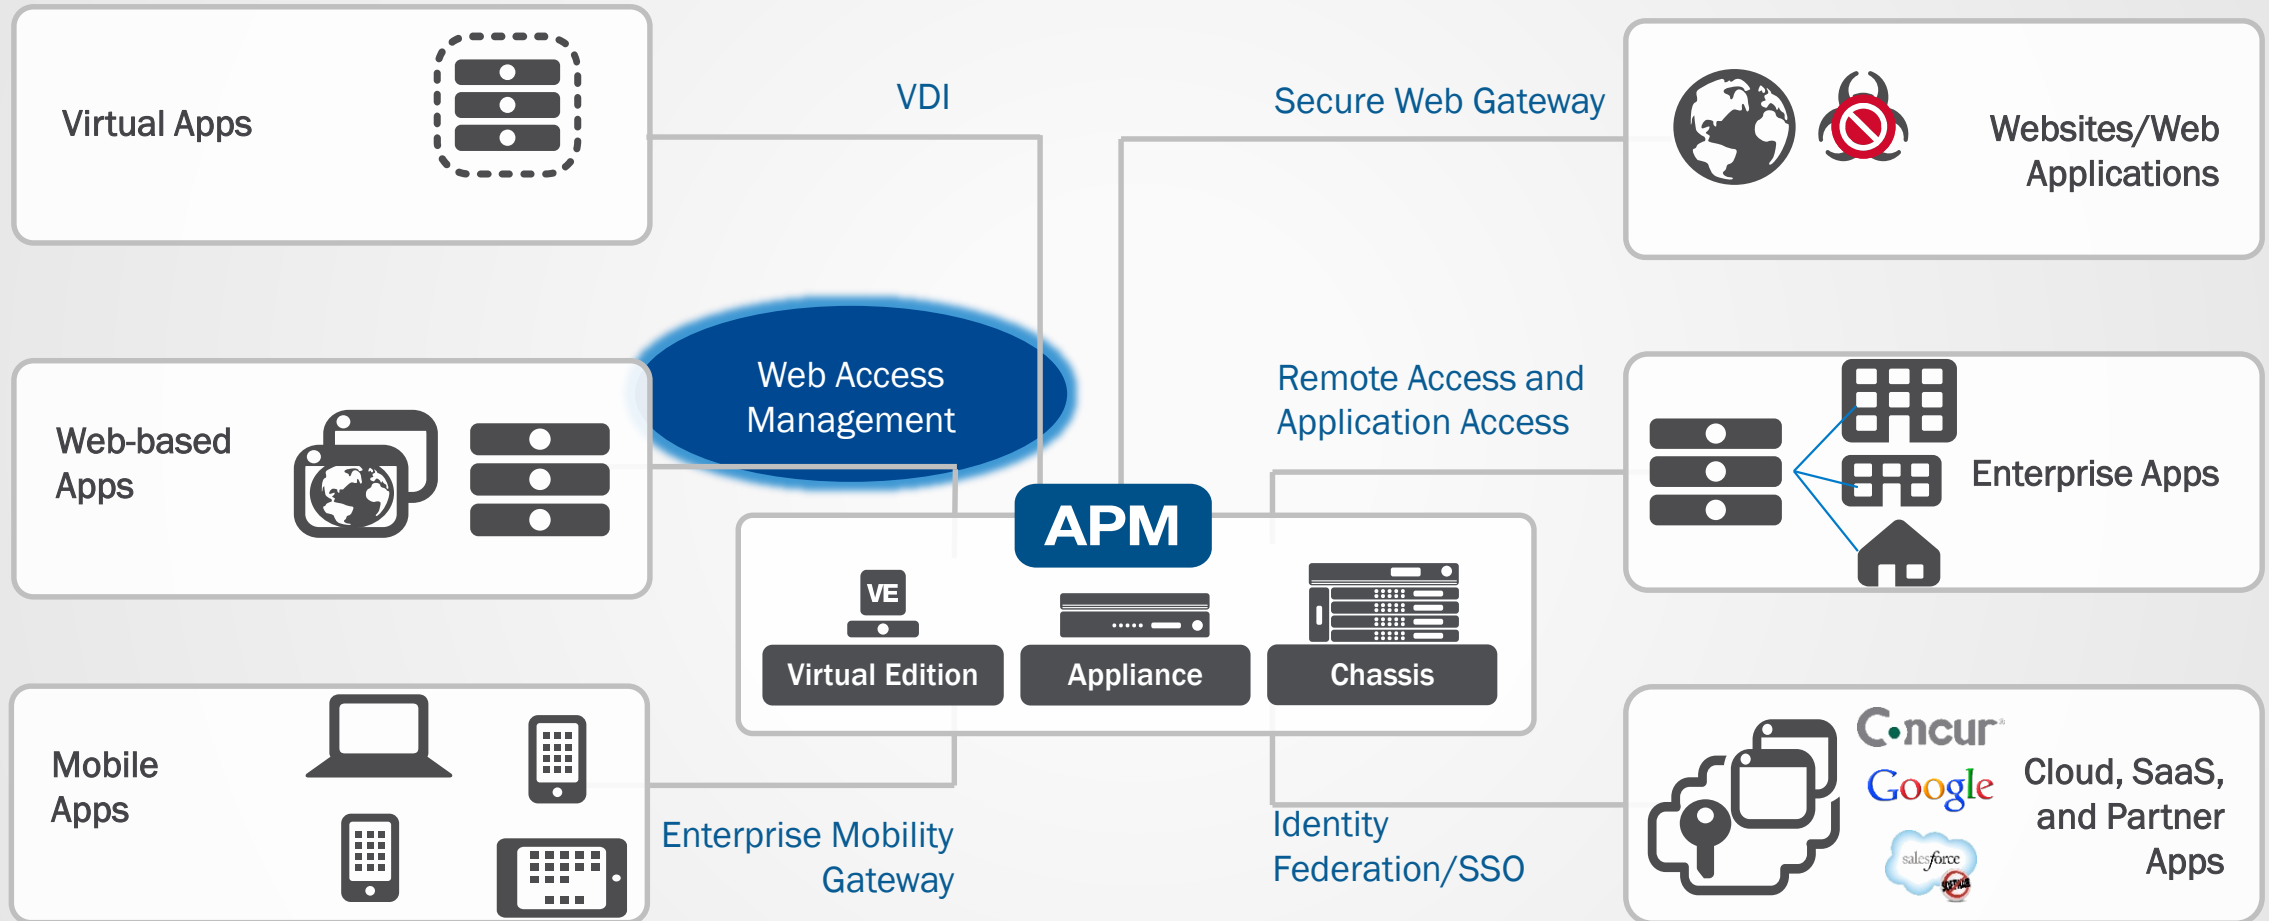 Virtual Apps
VDI
Secure Web Gateway
Websites/Web
Applications
Web-based
Apps
Web Access
Management
Remote Access and
Application Access
Enterprise Apps
APM
VE
Virtual Edition
Appliance
Chassis
Mobile
Apps
Enterprise Mobility
Gateway
Identity
Federation/SSO
Concur
Google
salesforce
SOFTWARE
Cloud, SaaS,
and Partner
Apps